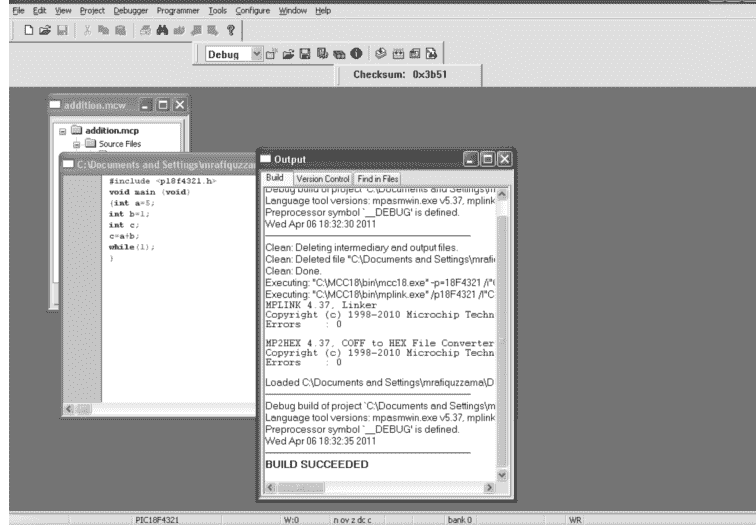 File Edit View Project Debugger Programmer Tools Configure Window Help
Debug
Checksum: 0x3b51
addition.mcw
addition.mcp
Source Files
C:\Documents and Settings\mrafiquzza
#include <p18f4321.h>
void main (void)
{int a=5;
int b=1;
int c;
c=a+b;
while(1);
}
Output
Build Version Control Find in Files
Debug build of project `C:\Documents and Settings\m
Language tool versions: mpasmwin.exe v5.37, mplink
Preprocessor symbol `__DEBUG' is defined.
Wed Apr 06 18:32:30 2011
Clean: Deleting intermediary and output files.
Clean: Deleted file "C:\Documents and Settings\mrafi
Clean: Done.
Executing: "C:\MCC18\bin\mcc18.exe" -p=18F4321 /i"
Executing: "C:\MCC18\bin\mplink.exe" /p18F4321 /l"C
MPLINK 4.37, Linker
Copyright (c) 1998-2010 Microchip Techn
Errors : 0
MP2HEX 4.37, COFF to HEX File Converter
Copyright (c) 1998-2010 Microchip Techn
Errors : 0
Loaded C:\Documents and Settings\mrafiquzzama\D
Debug build of project `C:\Documents and Settings\m
Language tool versions: mpasmwin.exe v5.37, mplink
Preprocessor symbol `__DEBUG' is defined.
Wed Apr 06 18:32:35 2011
BUILD SUCCEEDED
PIC18F4321 W:0 n ov z dc c bank 0 WR